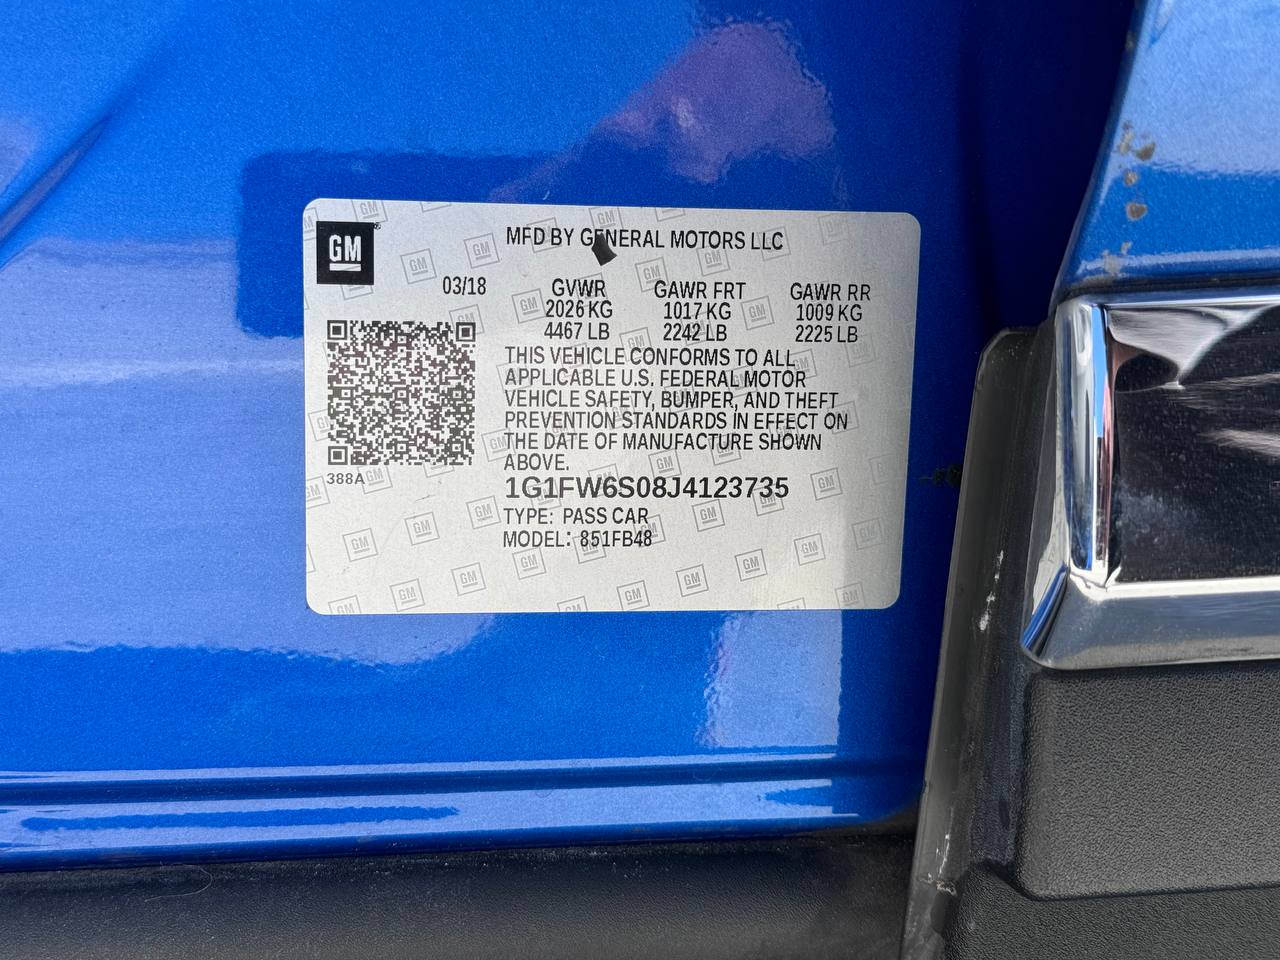 GM
MFD BY GENERAL MOTORS LLC
03/18 GVWR GAWR FRT GAWR RR
2026 KG 1017 KG 1009 KG
4467 LB 2242 LB 2225 LB
THIS VEHICLE CONFORMS TO ALL
APPLICABLE U.S. FEDERAL MOTOR
VEHICLE SAFETY, BUMPER, AND THEFT
PREVENTION STANDARDS IN EFFECT ON
THE DATE OF MANUFACTURE SHOWN
ABOVE.
388A
1G1FW6S08J4123735
TYPE: PASS CAR
MODEL: 851FB48